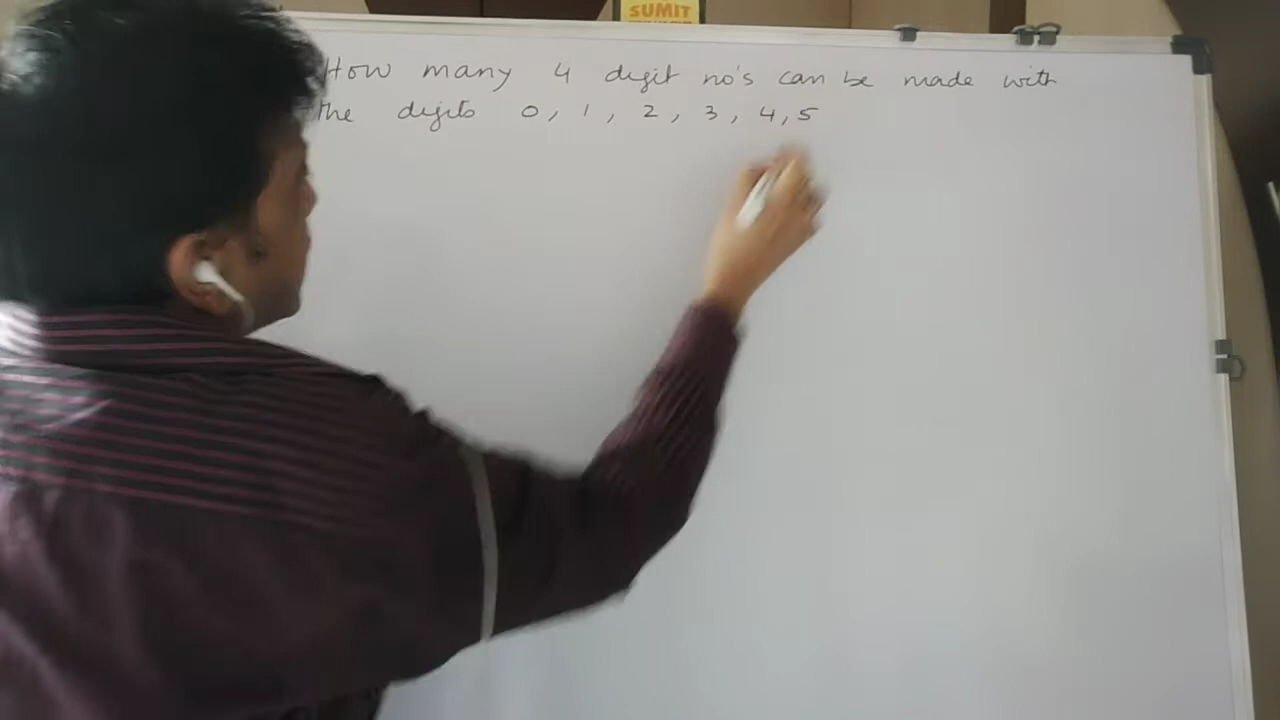 SUMIT
How many 4 digit no's can be made with
the digits 0, 1, 2, 3, 4, 5